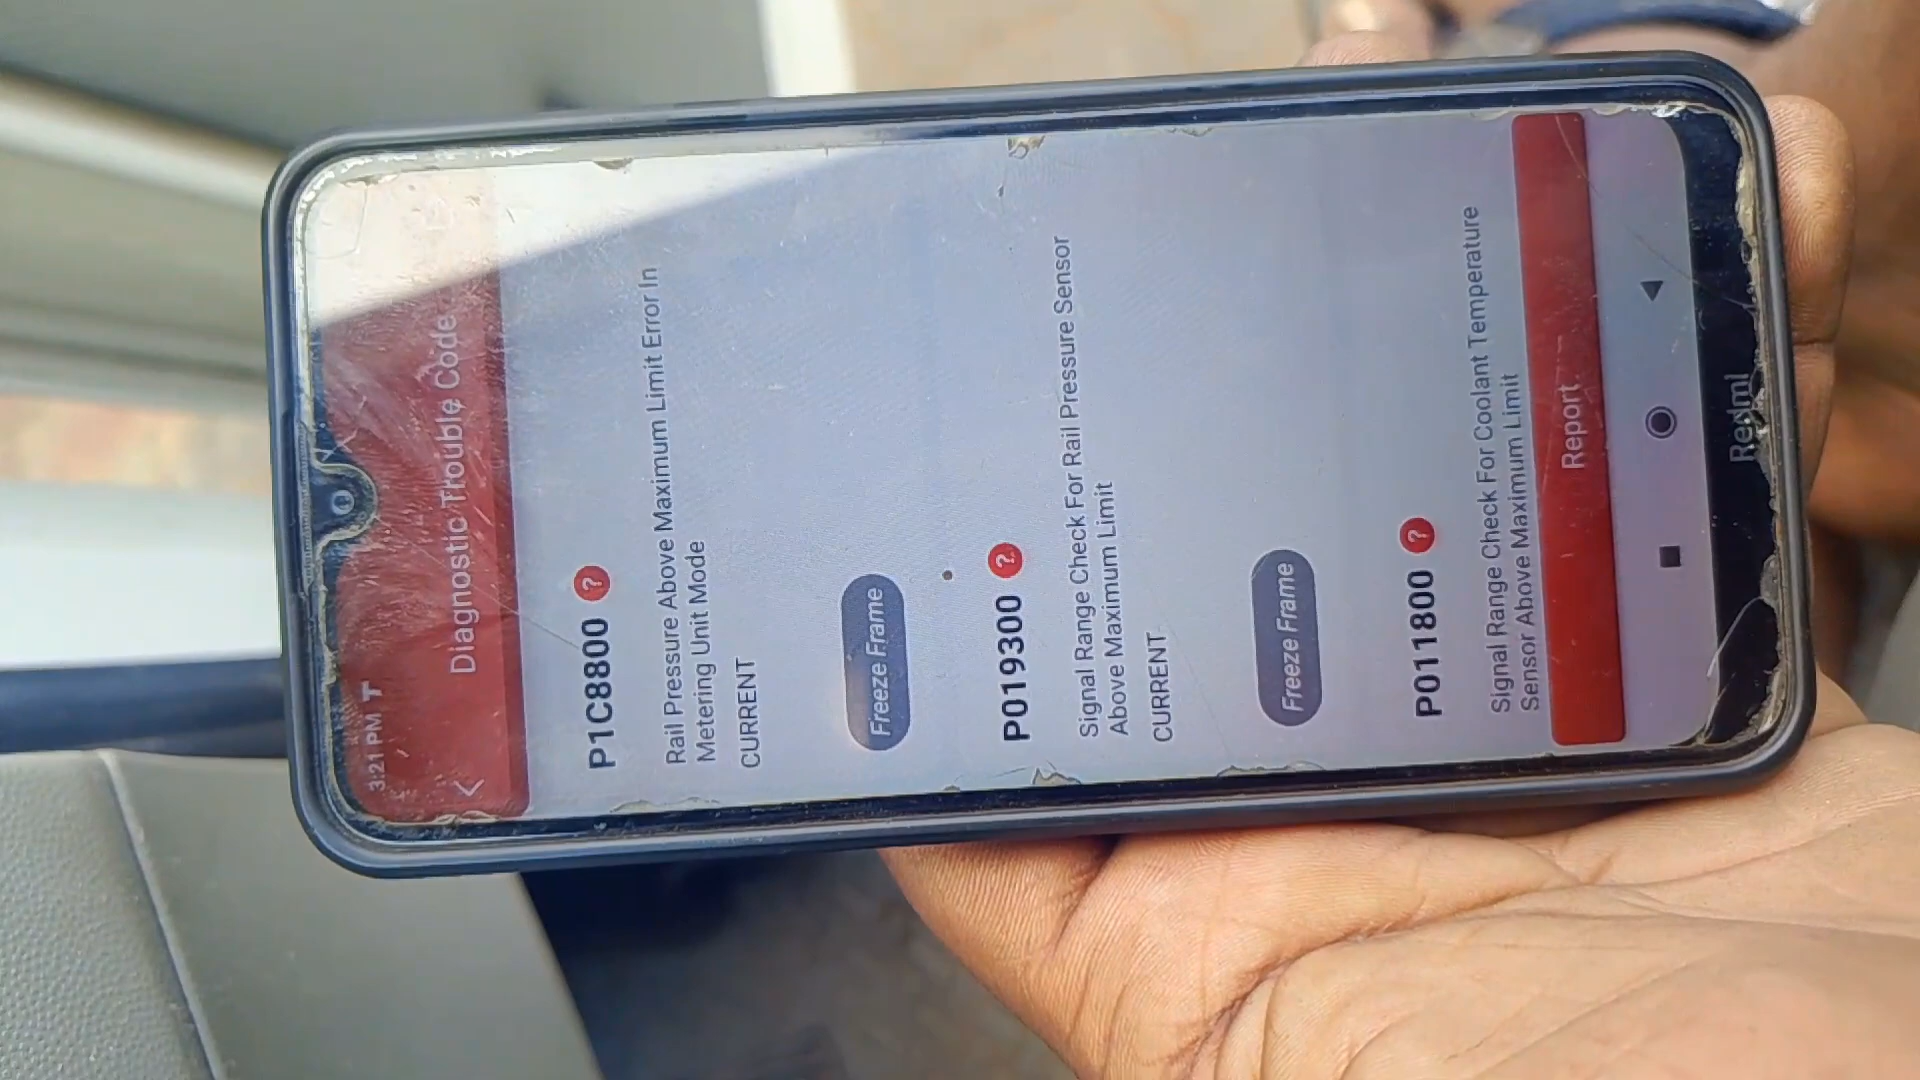 3:21 PM
Diagnostic Trouble Code
P1C8800 ?
Rail Pressure Above Maximum Limit Error In
Metering Unit Mode
CURRENT
Freeze Frame
P019300 ?
Signal Range Check For Rail Pressure Sensor
Above Maximum Limit
CURRENT
Freeze Frame
P011800 ?
Signal Range Check For Coolant Temperature
Sensor Above Maximum Limit
Report
Redmi